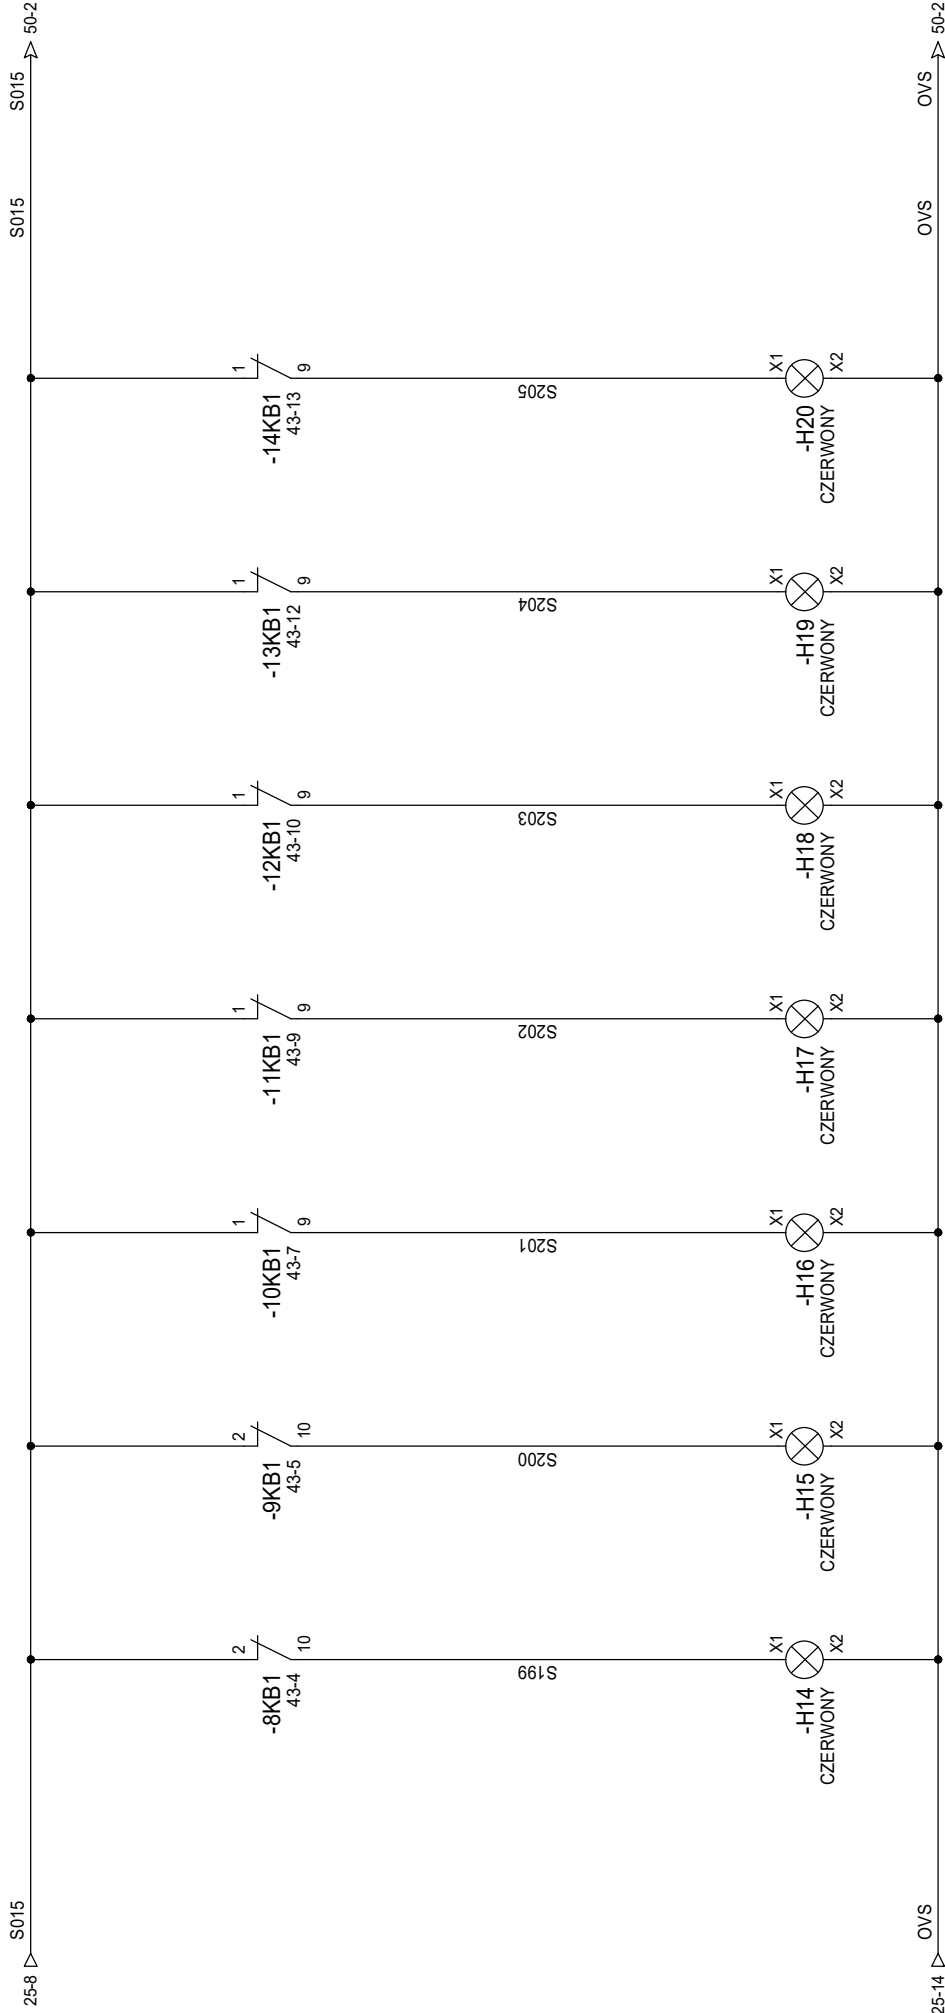 25-8
S015
S015
S015
50-2
2
-8KB1
43-4
10
S199
X1
-H14
CZERWONY
X2
2
-9KB1
43-5
10
S200
X1
-H15
CZERWONY
X2
1
-10KB1
43-7
9
S201
X1
-H16
CZERWONY
X2
1
-11KB1
43-9
9
S202
X1
-H17
CZERWONY
X2
1
-12KB1
43-10
9
S203
X1
-H18
CZERWONY
X2
1
-13KB1
43-12
9
S204
X1
-H19
CZERWONY
X2
1
-14KB1
43-13
9
S205
X1
-H20
CZERWONY
X2
25-14
OVS
OVS
OVS
50-2